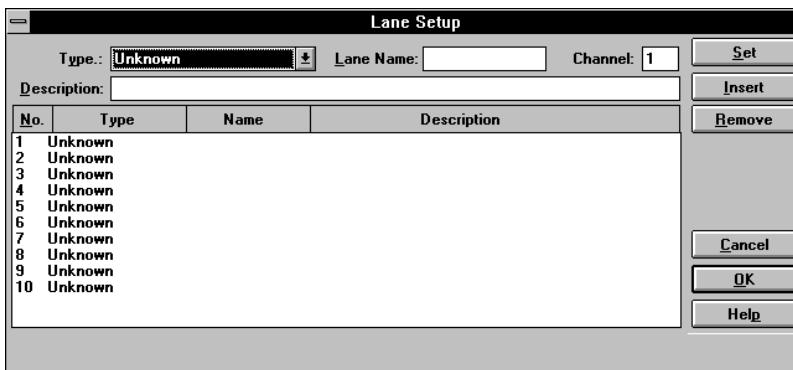 Lane Setup
Type.: Unknown Lane Name: Channel: 1 Set
Description: Insert
No. Type Name Description Remove
1 Unknown
2 Unknown
3 Unknown
4 Unknown
5 Unknown
6 Unknown
7 Unknown
8 Unknown
9 Unknown
10 Unknown
Cancel
OK
Help